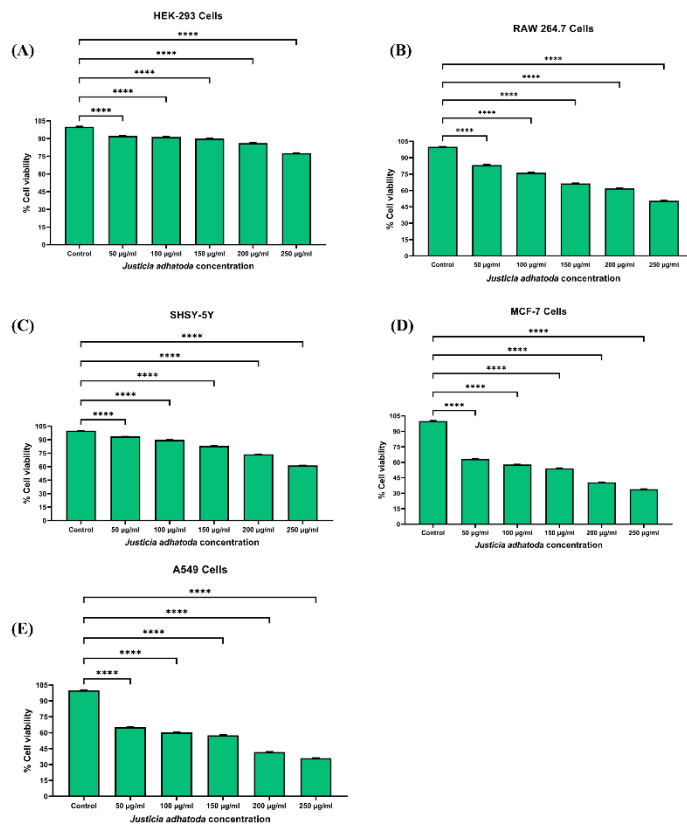 (A)
HEK-293 Cells
****
****
****
****
****
% Cell viability
105
90
75
60
45
30
15
0
Control 50 µg/ml 100 µg/ml 150 µg/ml 200 µg/ml 250 µg/ml
Justicia adhatoda concentration
(B)
RAW 264.7 Cells
****
****
****
****
****
% Cell viability
105
90
75
60
45
30
15
0
Control 50 µg/ml 100 µg/ml 150 µg/ml 200 µg/ml 250 µg/ml
Justicia adhatoda concentration
(C)
SHSY-5Y
****
****
****
****
****
% Cell viability
105
90
75
60
45
30
15
0
Control 50 µg/ml 100 µg/ml 150 µg/ml 200 µg/ml 250 µg/ml
Justicia adhatoda concentration
(D)
MCF-7 Cells
****
****
****
****
****
% Cell viability
105
90
75
60
45
30
15
0
Control 50 µg/ml 100 µg/ml 150 µg/ml 200 µg/ml 250 µg/ml
Justicia adhatoda concentration
(E)
A549 Cells
****
****
****
****
****
% Cell viability
105
90
75
60
45
30
15
0
Control 50 µg/ml 100 µg/ml 150 µg/ml 200 µg/ml 250 µg/ml
Justicia adhatoda concentration